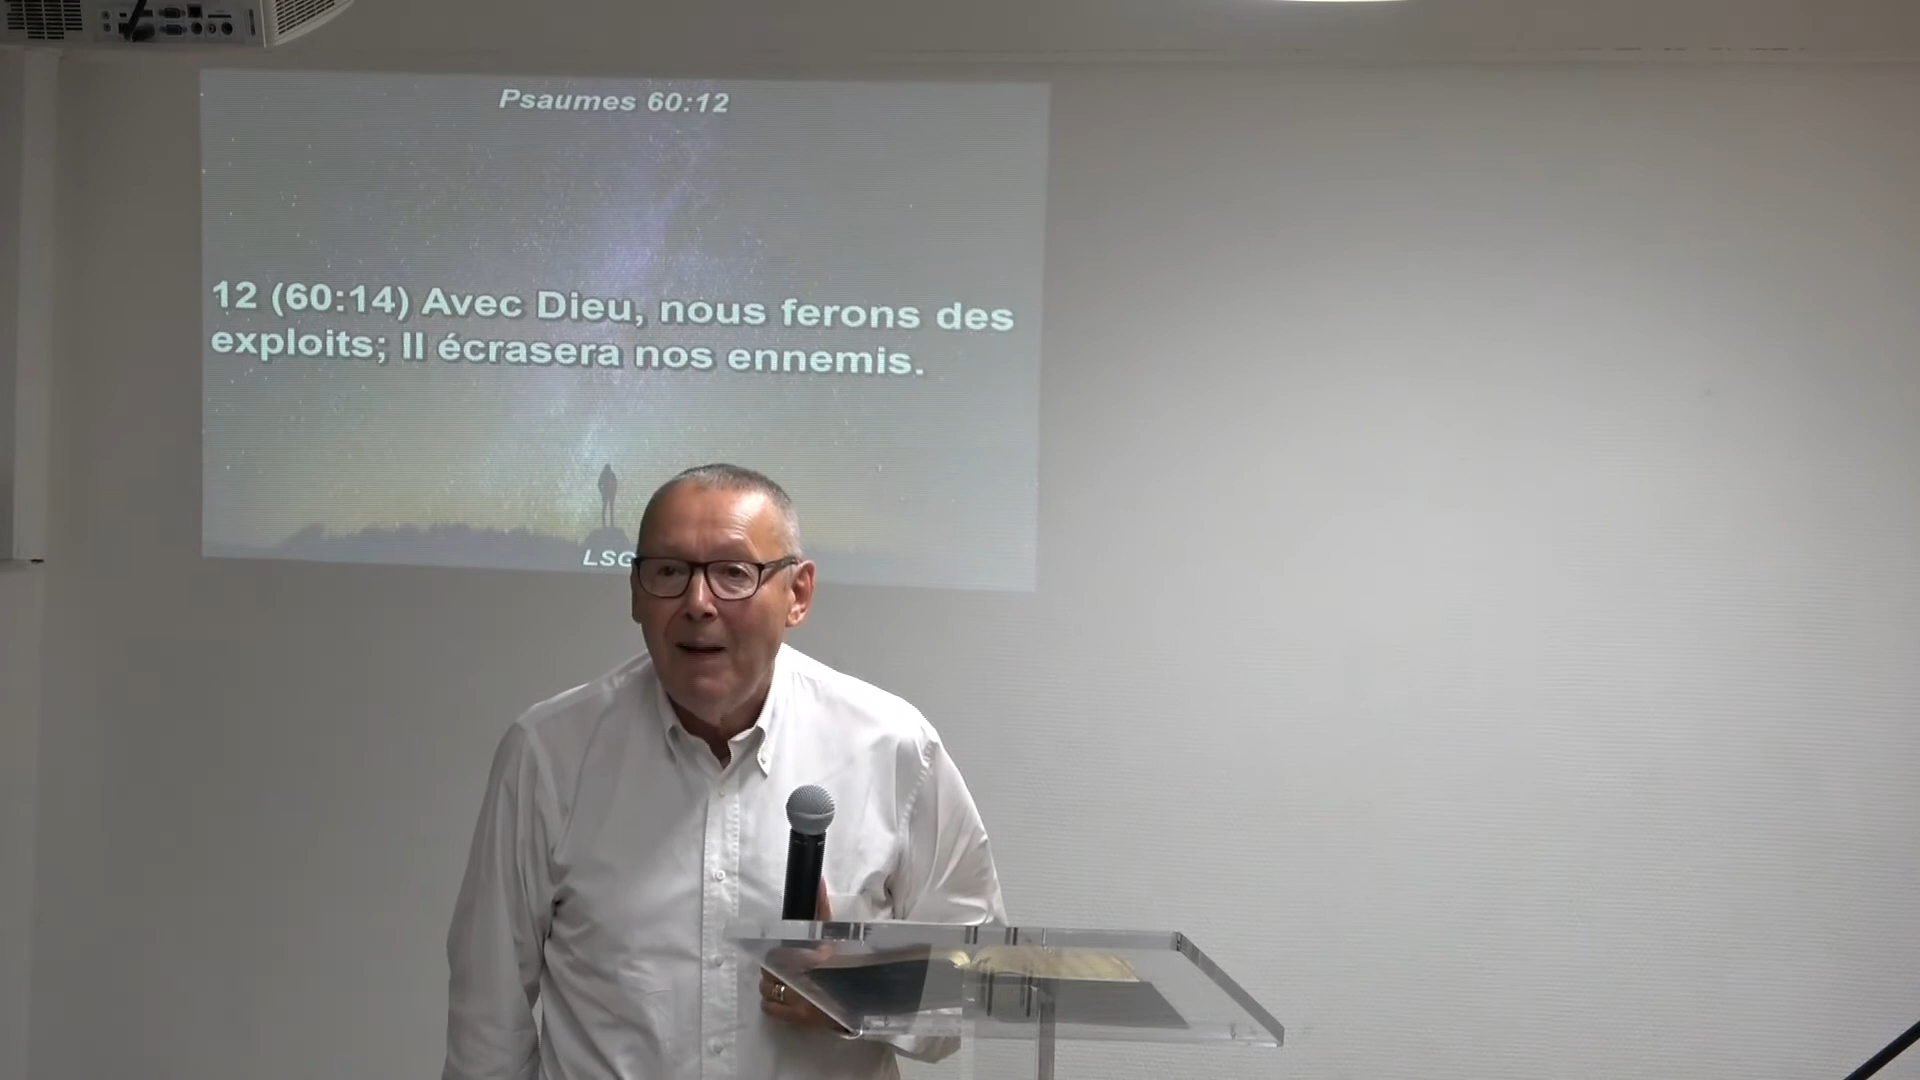 Psaumes 60:12
12 (60:14) Avec Dieu, nous ferons des
exploits; Il écrasera nos ennemis.
LSG